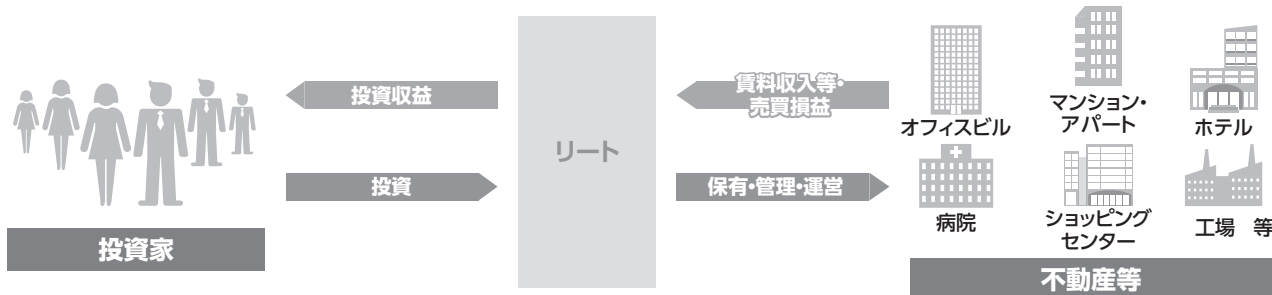 投資収益
投資
投資家
リート
賃料収入等・
売買損益
保有・管理・運営
オフィスビル
マンション・
アパート
ホテル
病院
ショッピング
センター
工場　等
不動産等